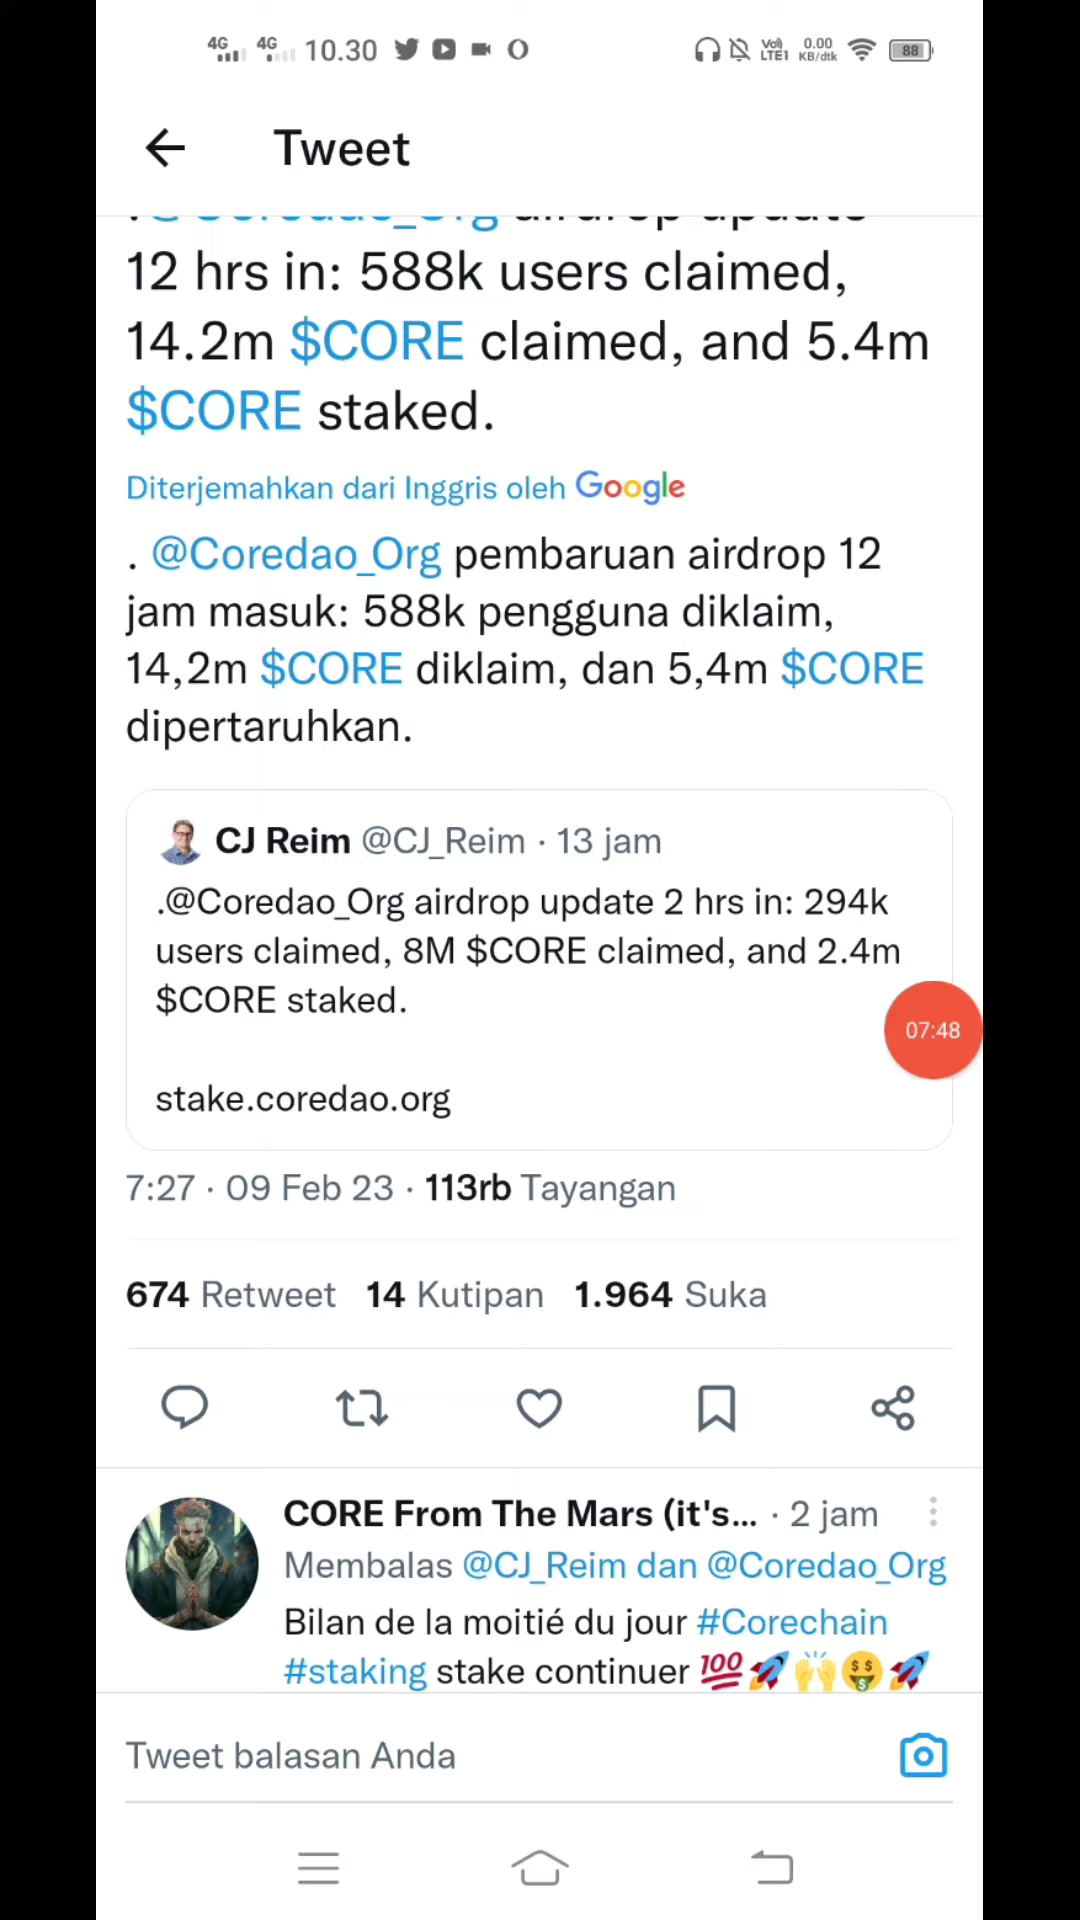 4G 4G 10.30 Vo) LTE1 0.00 KB/dtk 88
Tweet
.@Coredao_Org airdrop update
12 hrs in: 588k users claimed,
14.2m $CORE claimed, and 5.4m
$CORE staked.
Diterjemahkan dari Inggris oleh Google
. @Coredao_Org pembaruan airdrop 12
jam masuk: 588k pengguna diklaim,
14,2m $CORE diklaim, dan 5,4m $CORE
dipertaruhkan.
CJ Reim @CJ_Reim · 13 jam
.@Coredao_Org airdrop update 2 hrs in: 294k
users claimed, 8M $CORE claimed, and 2.4m
$CORE staked.
07:48
stake.coredao.org
7:27 · 09 Feb 23 · 113rb Tayangan
674 Retweet 14 Kutipan 1.964 Suka
CORE From The Mars (it's... · 2 jam
Membalas @CJ_Reim dan @Coredao_Org
Bilan de la moitié du jour #Corechain
#staking stake continuer 💯🚀🙌🤑🚀
Tweet balasan Anda